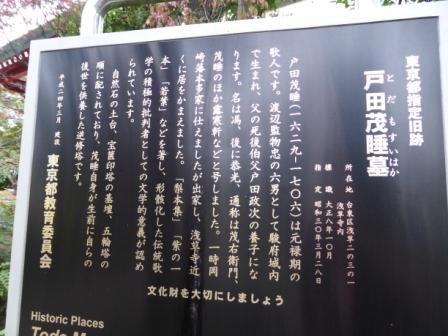 東京都指定旧跡
とだもすいはか
戸田茂睡墓
所在地 台東区浅草二の三の一
浅草寺内
標識 大正八年一〇月
指定 昭和三〇年三月二八日
戸田茂睡(一六二九―一七〇六)は元禄期の
歌人です。渡辺監物忠の六男として駿府城内
で生まれ、父の死後伯父戸田政次の養子にな
ります。名は馮、後に恭光、通称は茂右衛門、
茂睡のほか露寒軒などと号しました。一時岡
崎藩本多家に仕えましたが出家し、浅草寺近
くに居をかまえました。「梨本集」「紫の一
本」「若葉」などを著し、形骸化した伝統歌
学の積極的批判者としての文学的意義が認め
られています。
自然石の土台、宝篋印塔の基壇、五輪塔の
順に配されており、茂睡自身が生前に自らの
後世を供養した逆修塔です。
平成二四年三月 建設
東京都教育委員会
文化財を大切にしましょう
Historic Places